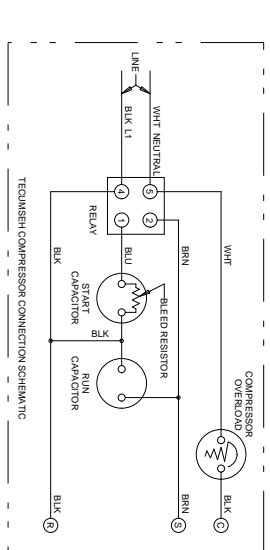 LINE
BLK L1
WHT NEUTRAL
4
5
1
2
RELAY
BLK
BLU
BRN
WHT
START
CAPACITOR
BLEED RESISTOR
BLK
RUN
CAPACITOR
COMPRESSOR
OVERLOAD
BLK
BRN
BLK
R
S
C
TECUMSEH COMPRESSOR CONNECTION SCHEMATIC